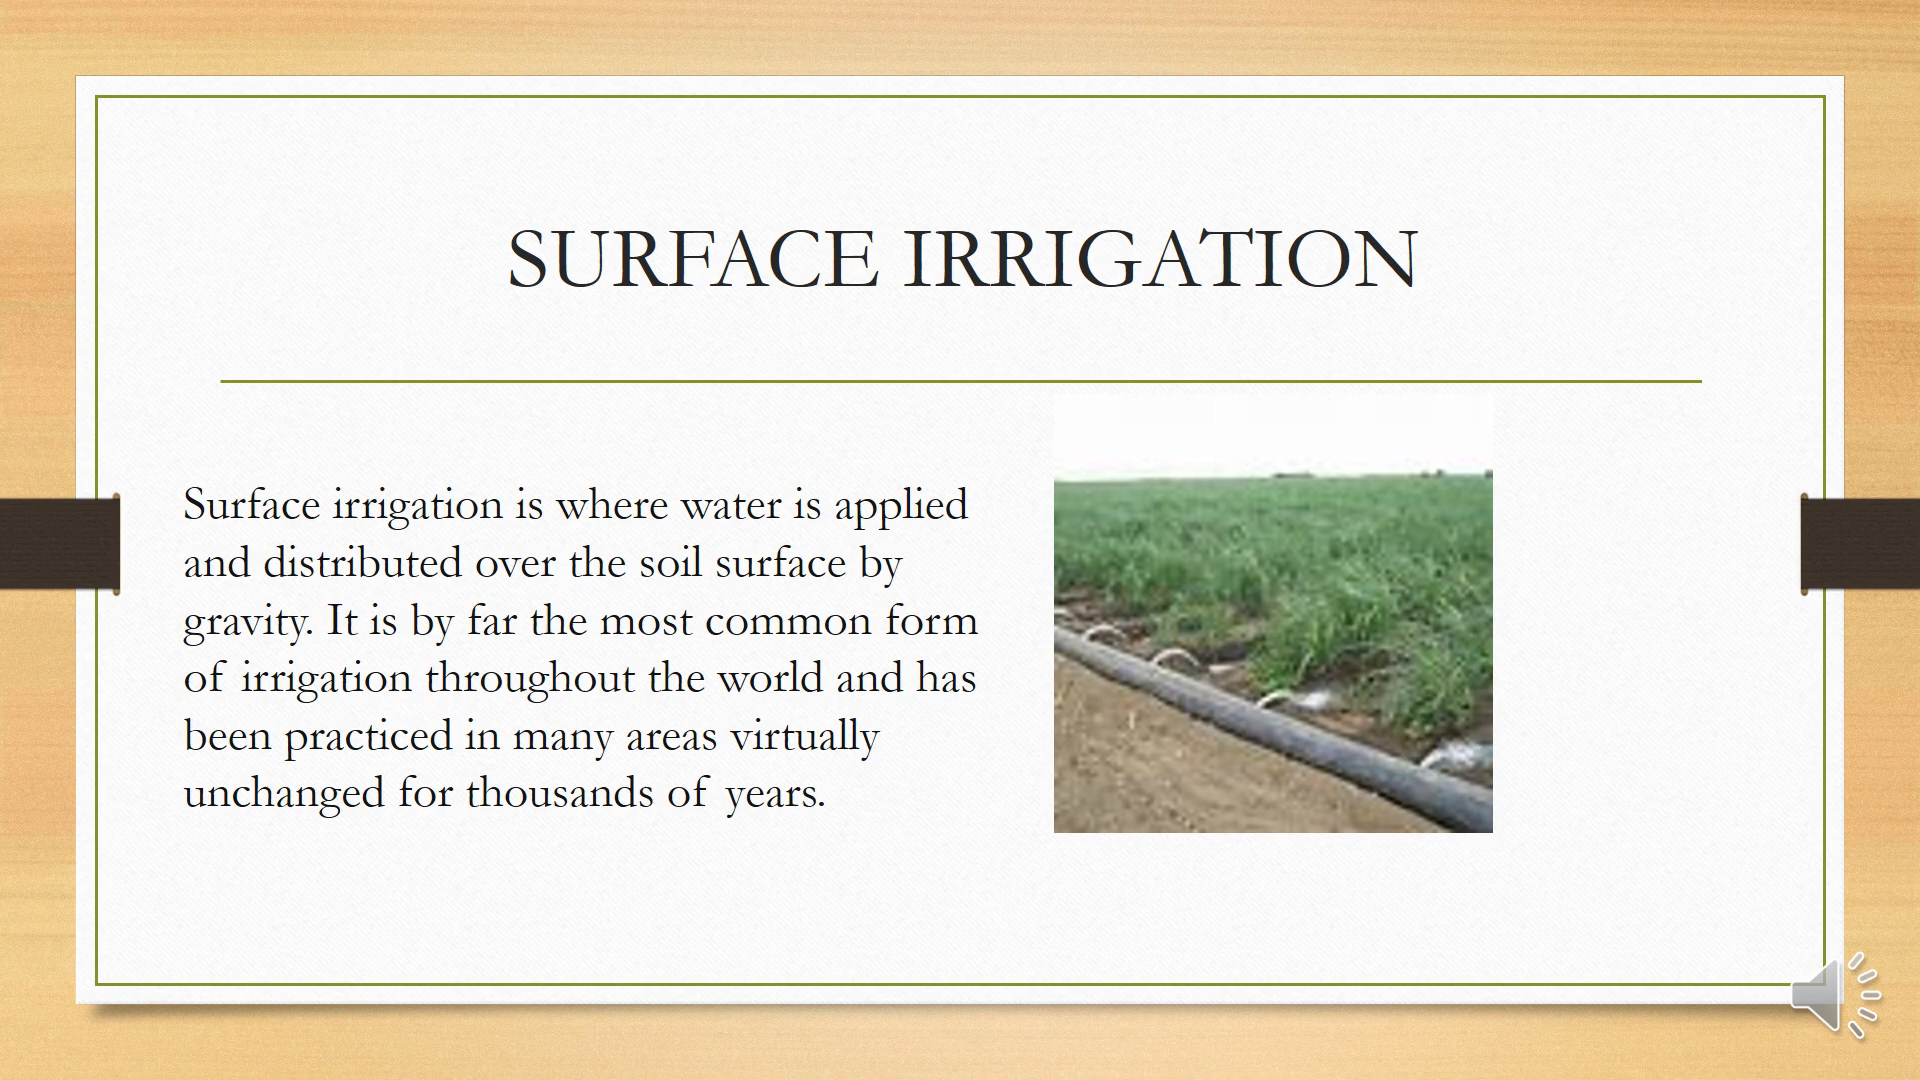 SURFACE IRRIGATION
Surface irrigation is where water is applied
and distributed over the soil surface by
gravity. It is by far the most common form
of irrigation throughout the world and has
been practiced in many areas virtually
unchanged for thousands of years.